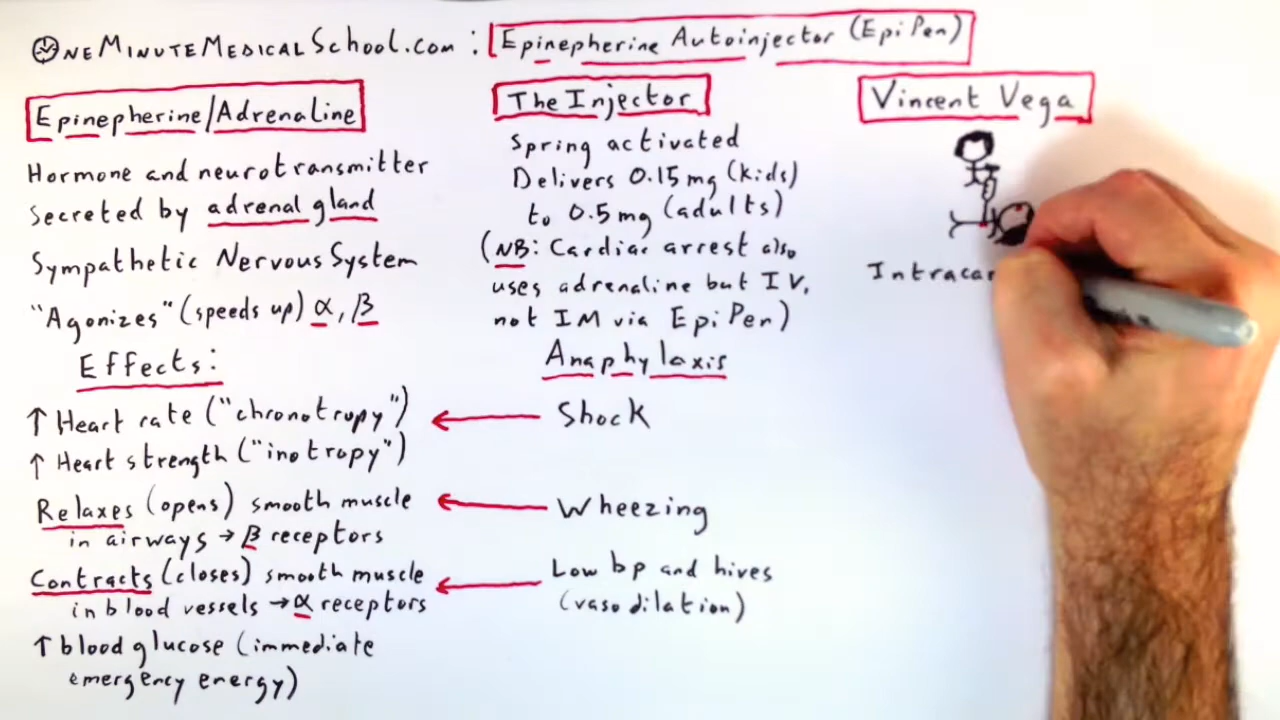 OneMinuteMedicalSchool.com : Epinepherine Autoinjector (EpiPen)
Epinepherine/Adrenaline
Hormone and neurotransmitter
Secreted by adrenal gland
Sympathetic Nervous System
"Agonizes" (speeds up) α, β
Effects:
↑ Heart rate ("chronotropy")
↑ Heart strength ("inotropy")
Relaxes (opens) smooth muscle
in airways → β receptors
Contracts (closes) smooth muscle
in blood vessels → α receptors
↑ blood glucose (immediate
emergency energy)
The Injector
Spring activated
Delivers 0.15mg (kids)
to 0.5mg (adults)
(NB: Cardiac arrest also
uses adrenaline but IV,
not IM via EpiPen)
Anaphylaxis
Shock
Wheezing
Low bp and hives
(vasodilation)
Vincent Vega
Intracar